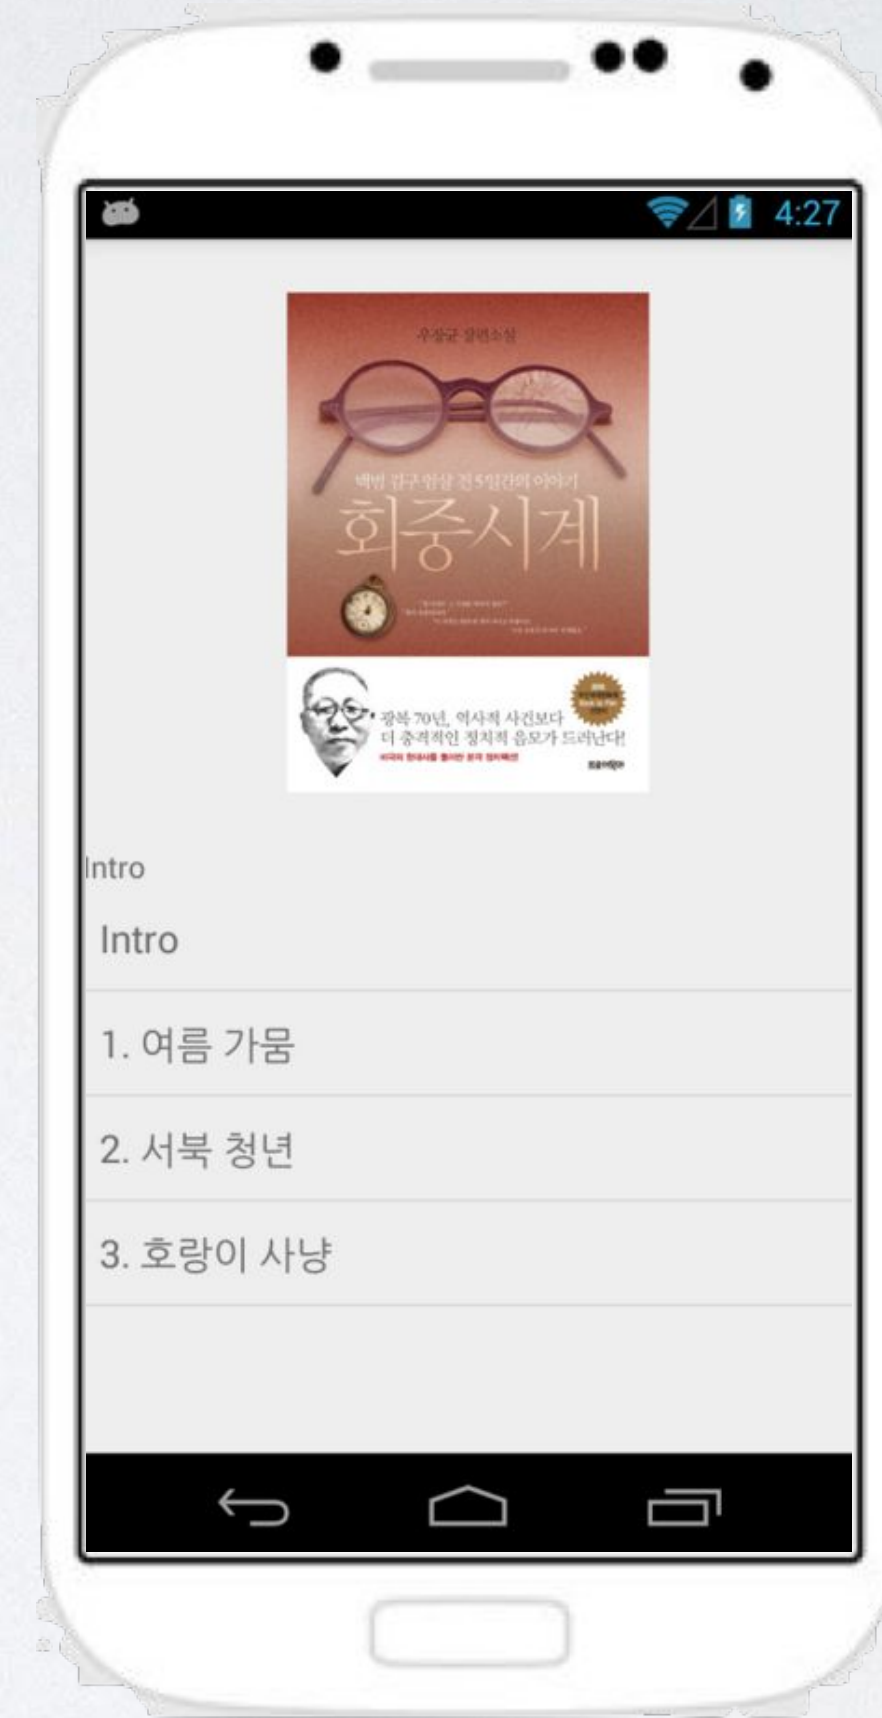 4:27
우장균 장편소설
백범 김구 암살 전 5일간의 이야기
회중시계
광복 70년, 역사적 사건보다
더 충격적인 정치적 음모가 드러난다!
Intro
Intro
1. 여름 가뭄
2. 서북 청년
3. 호랑이 사냥